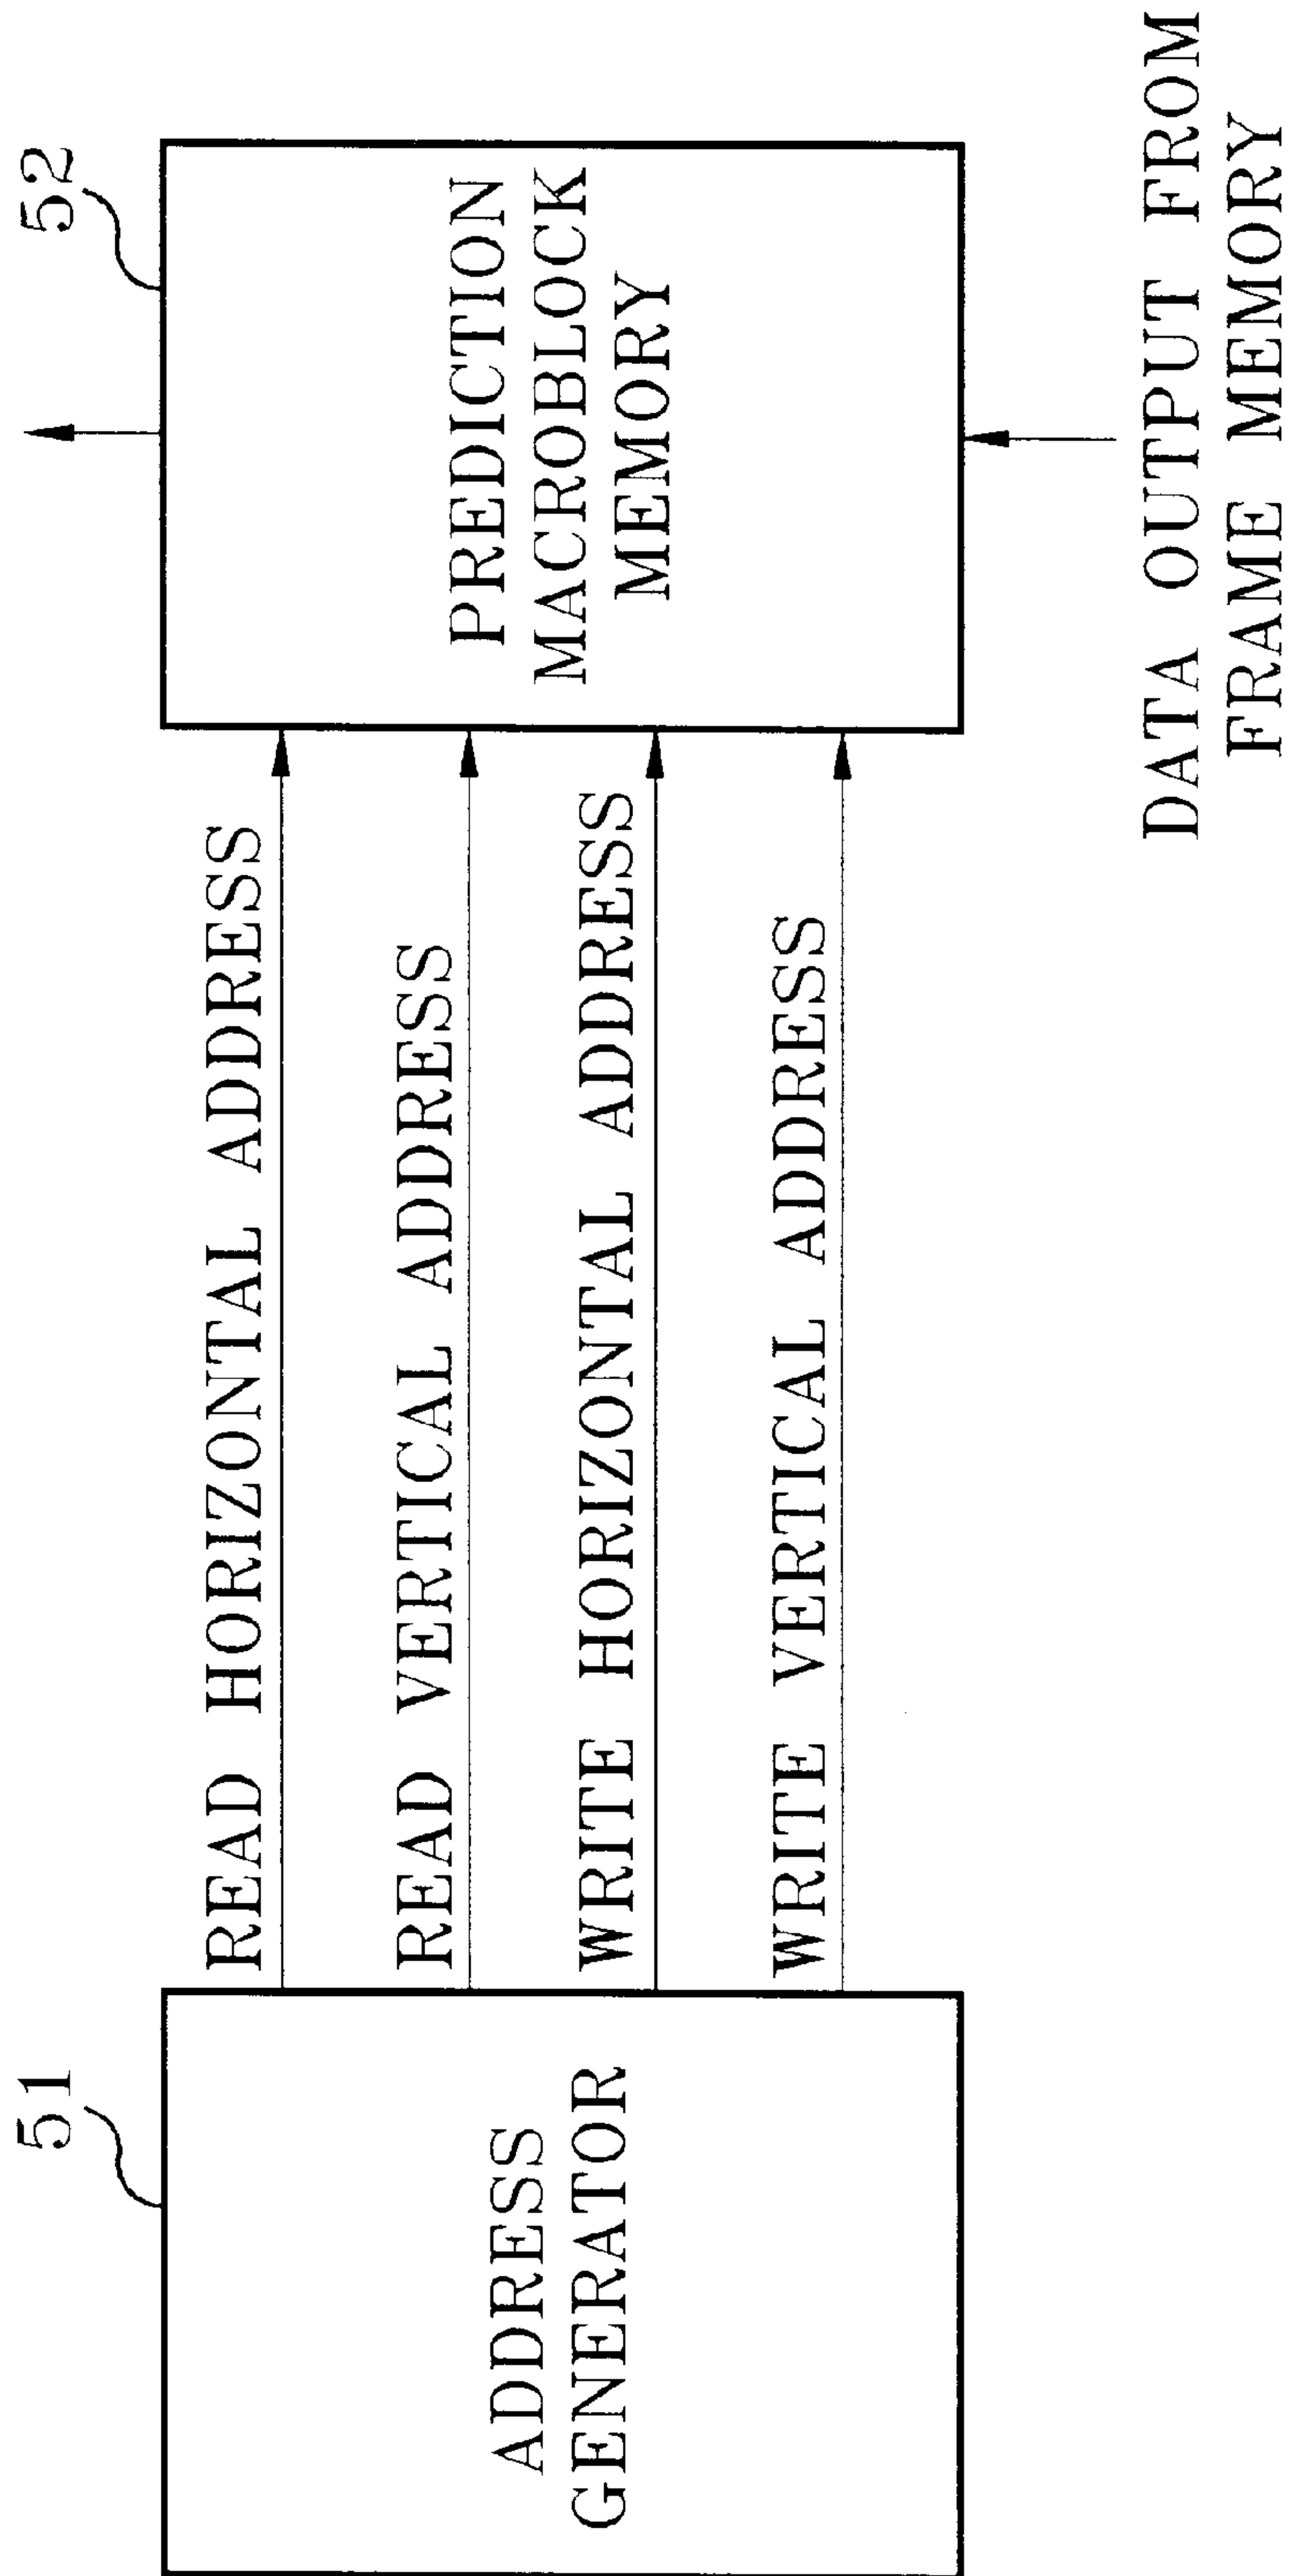 51
52
ADDRESS
GENERATOR
READ HORIZONTAL ADDRESS
READ VERTICAL ADDRESS
WRITE HORIZONTAL ADDRESS
WRITE VERTICAL ADDRESS
PREDICTION
MACROBLOCK
MEMORY
DATA OUTPUT FROM
FRAME MEMORY